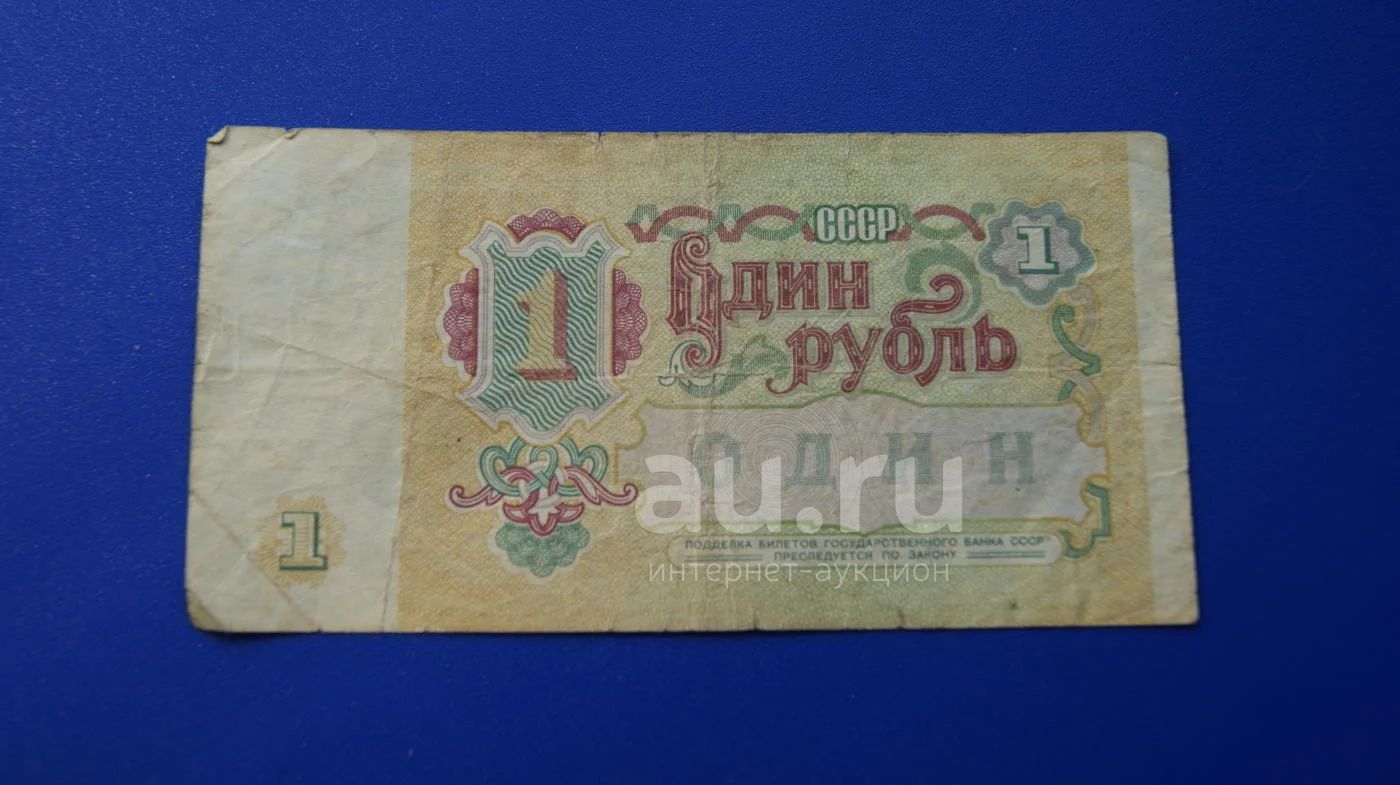 СССР
1
1
Один
рубль
ОДИН
au.ru
ПОДДЕЛКА БИЛЕТОВ ГОСУДАРСТВЕННОГО БАНКА СССР
ПРЕСЛЕДУЕТСЯ ПО ЗАКОНУ
интернет-аукцион
1